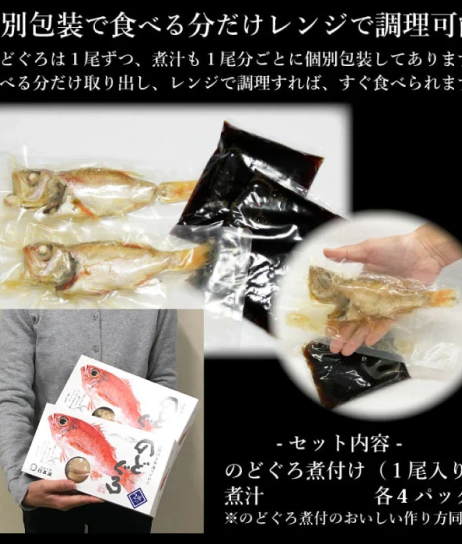 別包装で食べる分だけレンジで調理可能
どぐろは１尾ずつ、煮汁も１尾分ごとに個別包装してあります
べる分だけ取り出し、レンジで調理すれば、すぐ食べられます
のどぐろ
- セット内容 -
のどぐろ煮付け（１尾入り
煮汁　　　　　各４パック
※のどぐろ煮付のおいしい作り方同